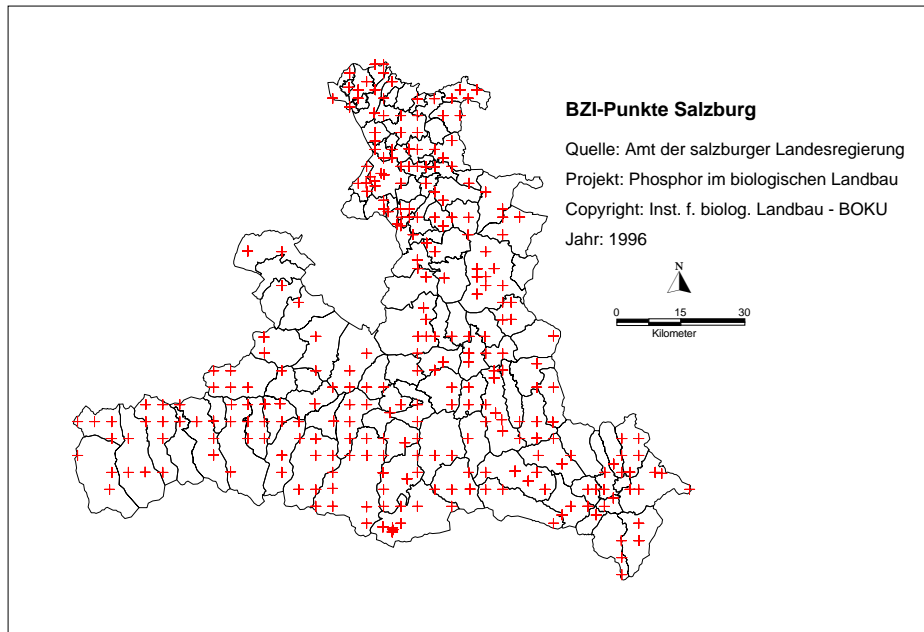 BZI-Punkte Salzburg
Quelle: Amt der salzburger Landesregierung
Projekt: Phosphor im biologischen Landbau
Copyright: Inst. f. biolog. Landbau - BOKU
Jahr: 1996
N
0 15 30
Kilometer